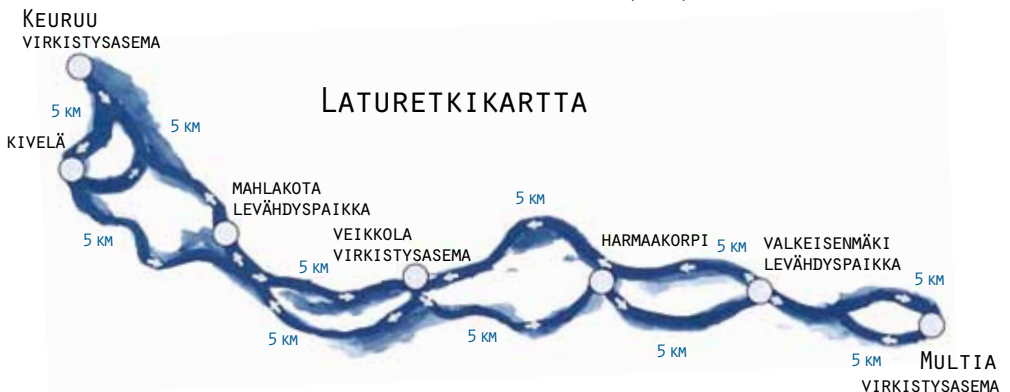 KEURUU
VIRKISTYSASEMA
LATURETKIKARTTA
5 KM
5 KM
KIVELÄ
MAHLAKOTA
LEVÄHDYSPAIKKA
5 KM
VEIKKOLA
VIRKISTYSASEMA
HARMAAKORPI
5 KM
VALKEISENMÄKI
LEVÄHDYSPAIKKA
5 KM
5 KM
5 KM
5 KM
5 KM
5 KM
5 KM
MULTIA
VIRKISTYSASEMA